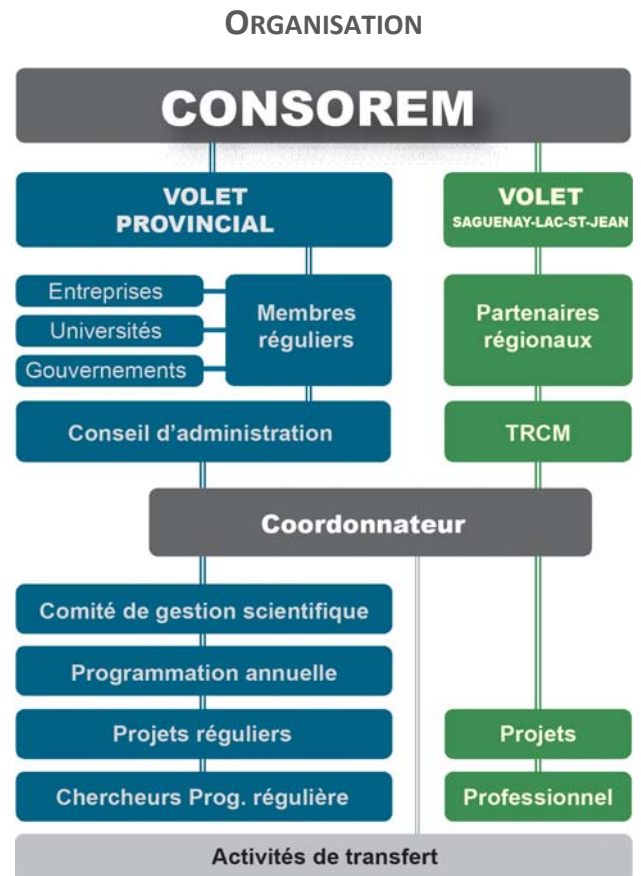 ORGANISATION
CONSOREM
VOLET
PROVINCIAL
Entreprises
Universités
Gouvernements
Membres
réguliers
Conseil d'administration
VOLET
SAGUENAY-LAC-ST-JEAN
Partenaires
régionaux
TRCM
Coordonnateur
Comité de gestion scientifique
Programmation annuelle
Projets réguliers
Chercheurs Prog. régulière
Projets
Professionnel
Activités de transfert